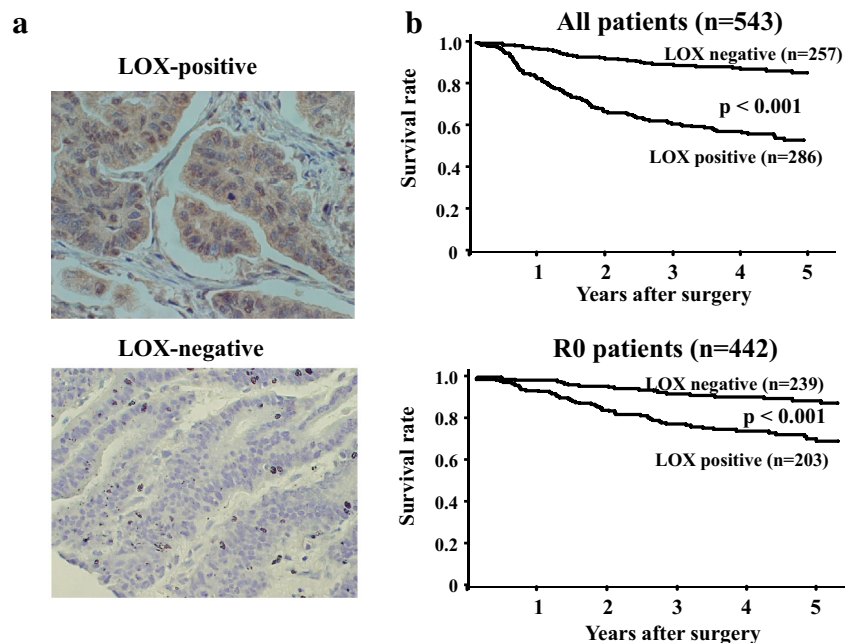 a
LOX-positive
LOX-negative
b
All patients (n=543)
Survival rate
1.0
0.8
0.6
0.4
0.2
0
LOX negative (n=257)
p < 0.001
LOX positive (n=286)
1 2 3 4 5
Years after surgery
R0 patients (n=442)
Survival rate
1.0
0.8
0.6
0.4
0.2
0
LOX negative (n=239)
p < 0.001
LOX positive (n=203)
1 2 3 4 5
Years after surgery